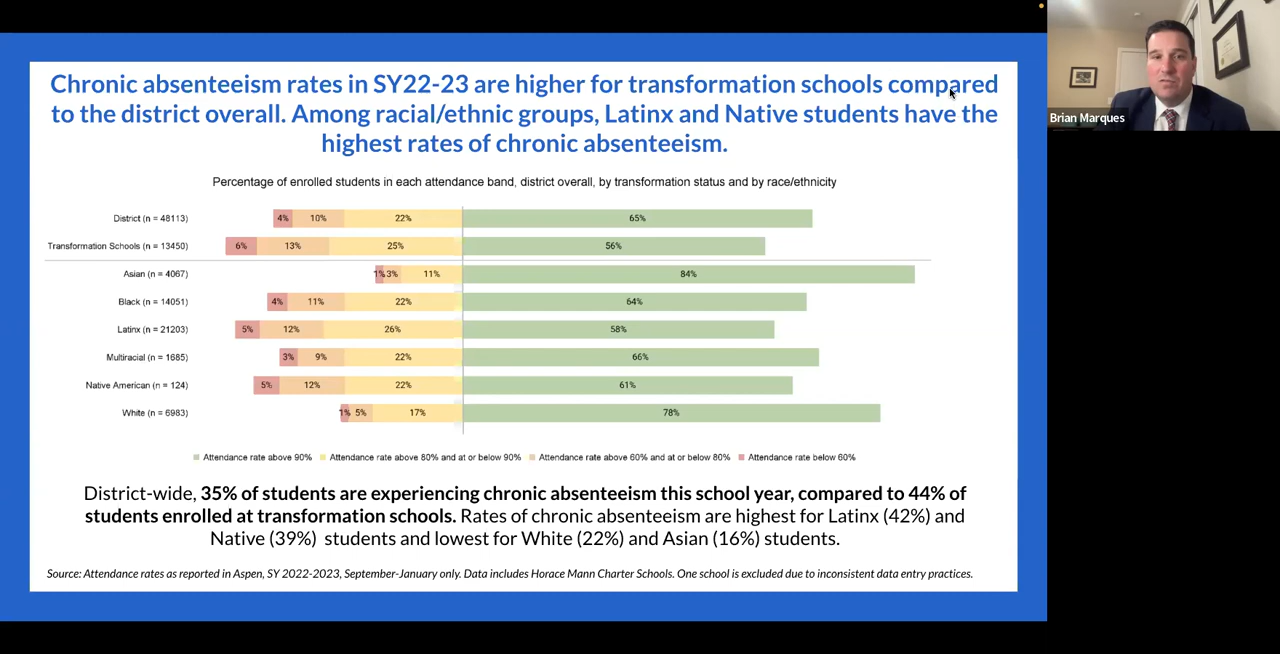 Chronic absenteeism rates in SY22-23 are higher for transformation schools compared
to the district overall. Among racial/ethnic groups, Latinx and Native students have the
highest rates of chronic absenteeism.
Percentage of enrolled students in each attendance band, district overall, by transformation status and by race/ethnicity
District (n = 48113) 4% 10% 22% 65%
Transformation Schools (n = 13450) 6% 13% 25% 56%
Asian (n = 4067) 1% 3% 11% 84%
Black (n = 14051) 4% 11% 22% 64%
Latinx (n = 21203) 5% 12% 26% 58%
Multiracial (n = 1685) 3% 9% 22% 66%
Native American (n = 124) 5% 12% 22% 61%
White (n = 6983) 1% 5% 17% 78%
Attendance rate above 90% Attendance rate above 80% and at or below 90% Attendance rate above 60% and at or below 80% Attendance rate below 60%
District-wide, 35% of students are experiencing chronic absenteeism this school year, compared to 44% of
students enrolled at transformation schools. Rates of chronic absenteeism are highest for Latinx (42%) and
Native (39%) students and lowest for White (22%) and Asian (16%) students.
Source: Attendance rates as reported in Aspen, SY 2022-2023, September-January only. Data includes Horace Mann Charter Schools. One school is excluded due to inconsistent data entry practices.
Brian Marques